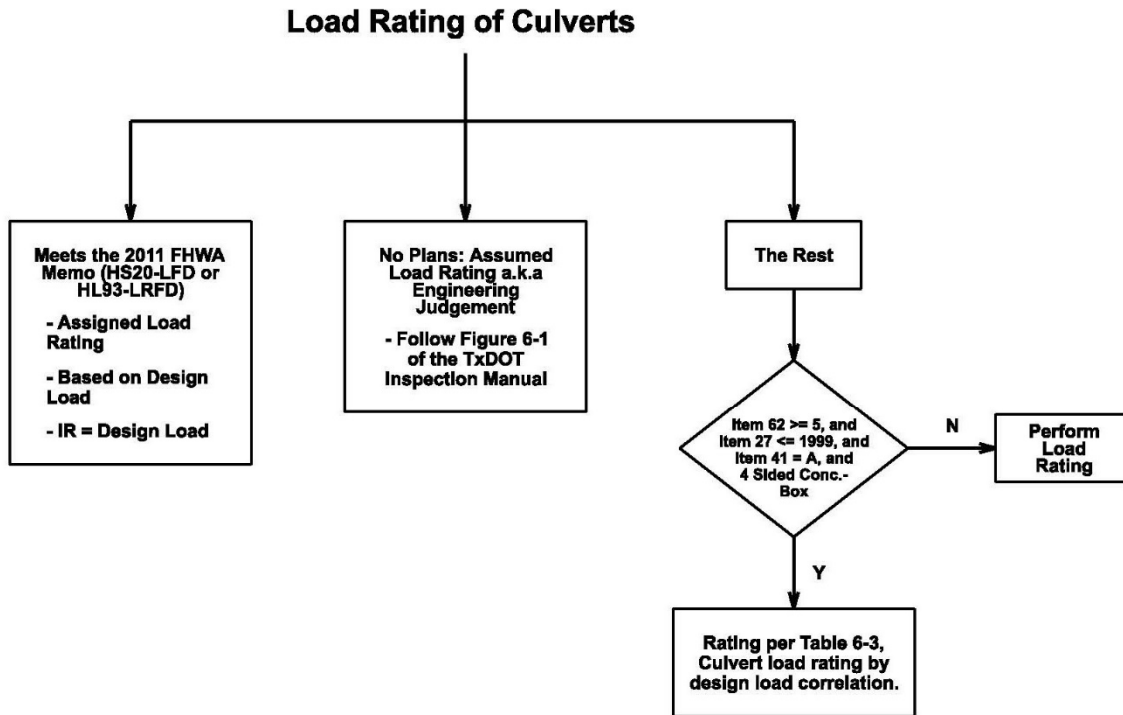 Load Rating of Culverts
Meets the 2011 FHWA
Memo (HS20-LFD or
HL93-LRFD)
- Assigned Load
Rating
- Based on Design
Load
- IR = Design Load
No Plans: Assumed
Load Rating a.k.a
Engineering
Judgement
- Follow Figure 6-1
of the TxDOT
Inspection Manual
The Rest
Item 62 >= 5, and
Item 27 <= 1999, and
Item 41 = A, and
4 Sided Conc.-
Box
N
Perform
Load
Rating
Y
Rating per Table 6-3,
Culvert load rating by
design load correlation.